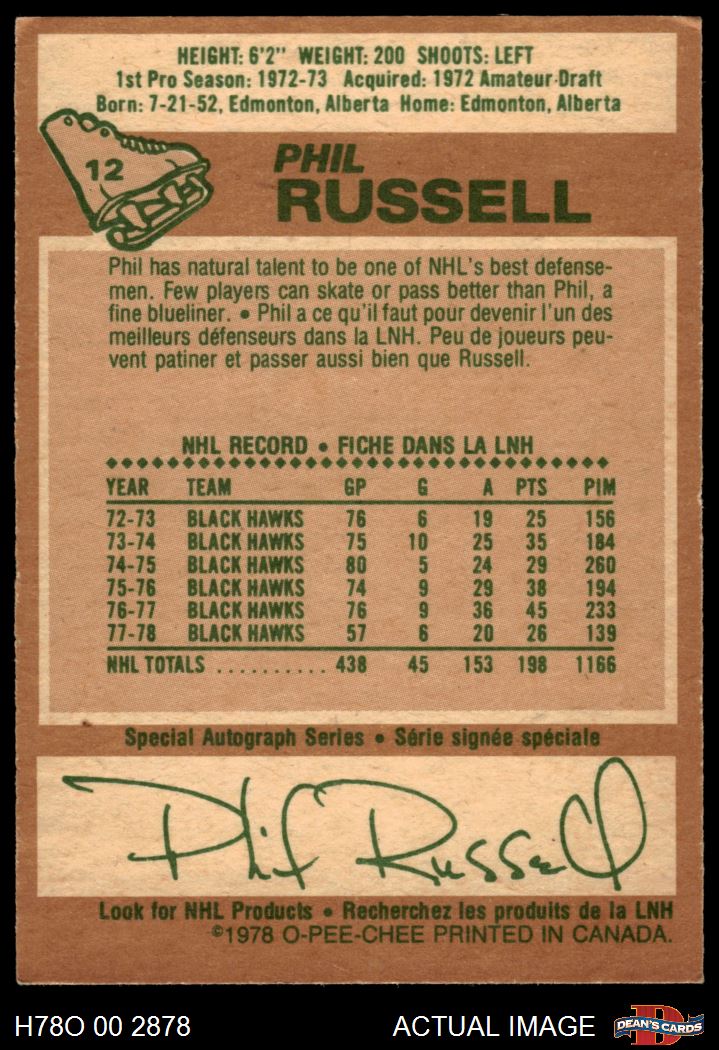 HEIGHT: 6'2" WEIGHT: 200 SHOOTS: LEFT
1st Pro Season: 1972-73 Acquired: 1972 Amateur Draft
Born: 7-21-52, Edmonton, Alberta Home: Edmonton, Alberta
12
PHIL
RUSSELL
Phil has natural talent to be one of NHL's best defense-
men. Few players can skate or pass better than Phil, a
fine blueliner. • Phil a ce qu'il faut pour devenir l'un des
meilleurs défenseurs dans la LNH. Peu de joueurs peu-
vent patiner et passer aussi bien que Russell.
NHL RECORD • FICHE DANS LA LNH
YEAR TEAM GP G A PTS PIM
72-73 BLACK HAWKS 76 6 19 25 156
73-74 BLACK HAWKS 75 10 25 35 184
74-75 BLACK HAWKS 80 5 24 29 260
75-76 BLACK HAWKS 74 9 29 38 194
76-77 BLACK HAWKS 76 9 36 45 233
77-78 BLACK HAWKS 57 6 20 26 139
NHL TOTALS .......... 438 45 153 198 1166
Special Autograph Series • Série signée spéciale
Phil Russell
Look for NHL Products • Recherchez les produits de la LNH
©1978 O-PEE-CHEE PRINTED IN CANADA.
H78O 00 2878 ACTUAL IMAGE D DEAN'S CARDS